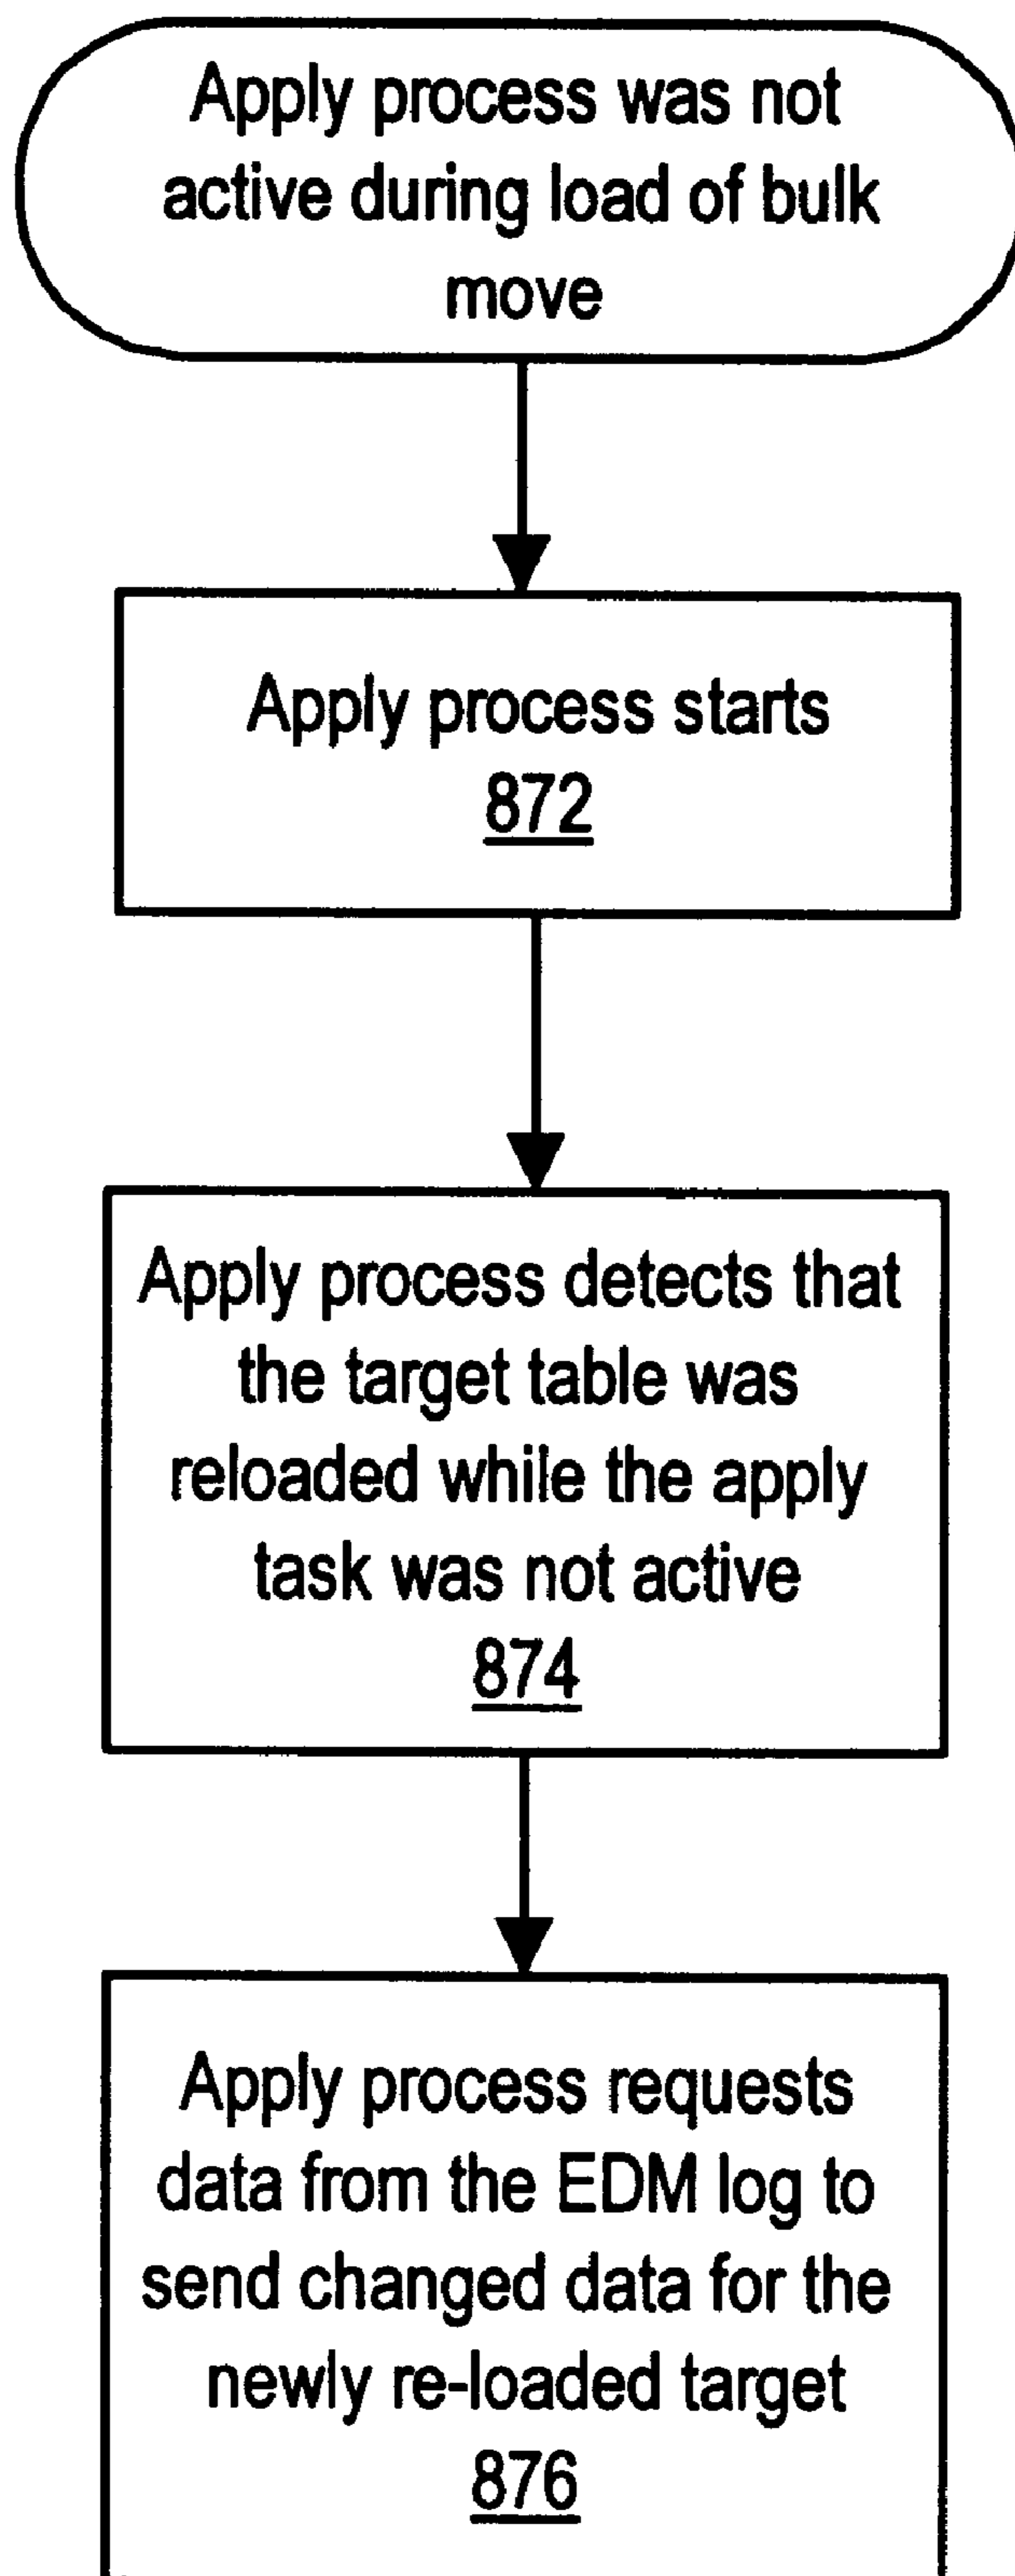 Apply process was not
active during load of bulk
move
Apply process starts
872
Apply process detects that
the target table was
reloaded while the apply
task was not active
874
Apply process requests
data from the EDM log to
send changed data for the
newly re-loaded target
876